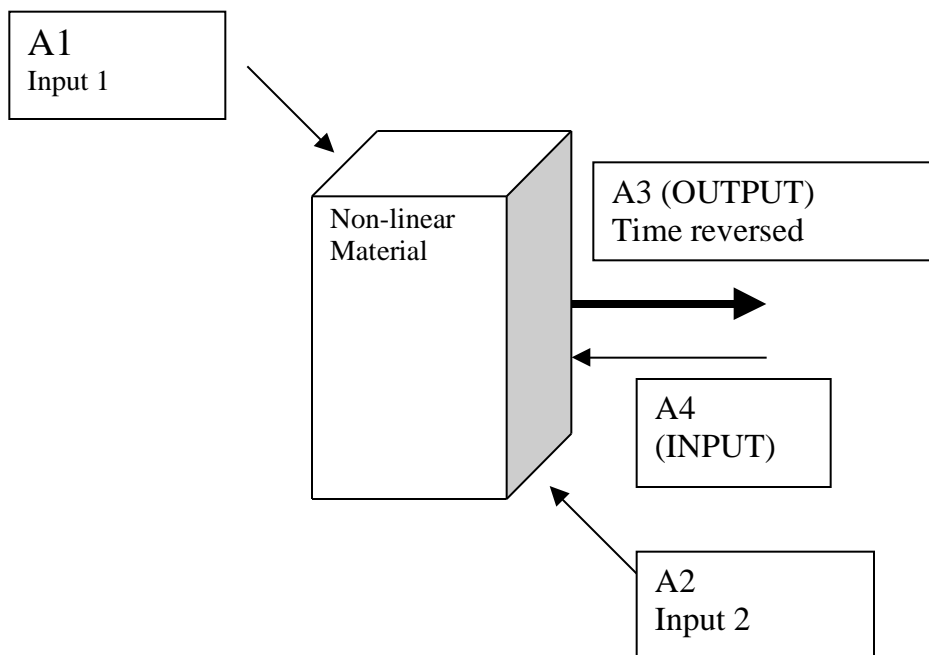 A1
Input 1
Non-linear
Material
A3 (OUTPUT)
Time reversed
A4
(INPUT)
A2
Input 2